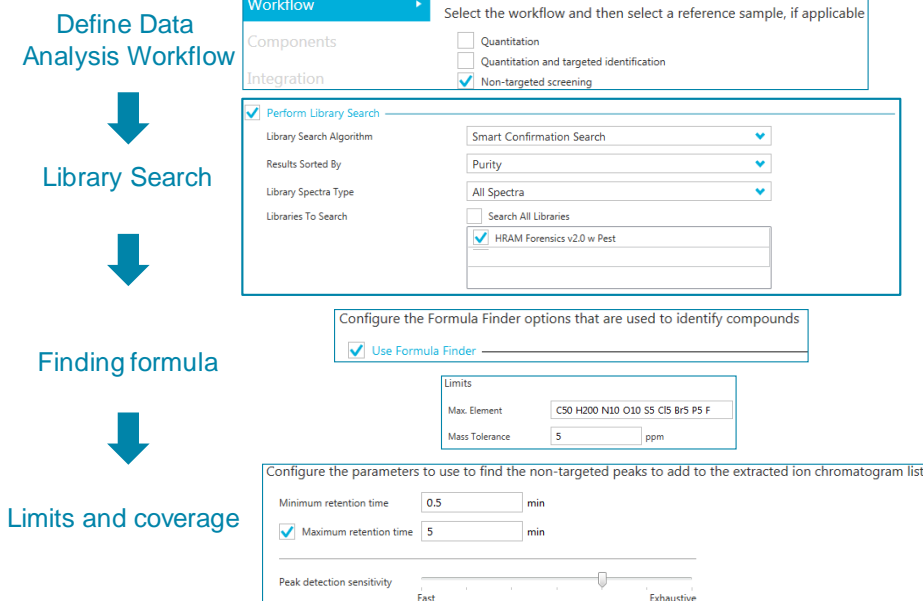 Define Data
Analysis Workflow
Workflow
Components
Integration
Select the workflow and then select a reference sample, if applicable
Quantitation
Quantitation and targeted identification
Non-targeted screening
Library Search
Perform Library Search
Library Search Algorithm
Smart Confirmation Search
Results Sorted By
Purity
Library Spectra Type
All Spectra
Libraries To Search
Search All Libraries
HRAM Forensics v2.0 w Pest
Finding formula
Configure the Formula Finder options that are used to identify compounds
Use Formula Finder
Limits
Max. Element
C50 H200 N10 O10 S5 Cl5 Br5 P5 F
Mass Tolerance
5
ppm
Limits and coverage
Configure the parameters to use to find the non-targeted peaks to add to the extracted ion chromatogram list
Minimum retention time
0.5
min
Maximum retention time
5
min
Peak detection sensitivity
Fast
Exhaustive